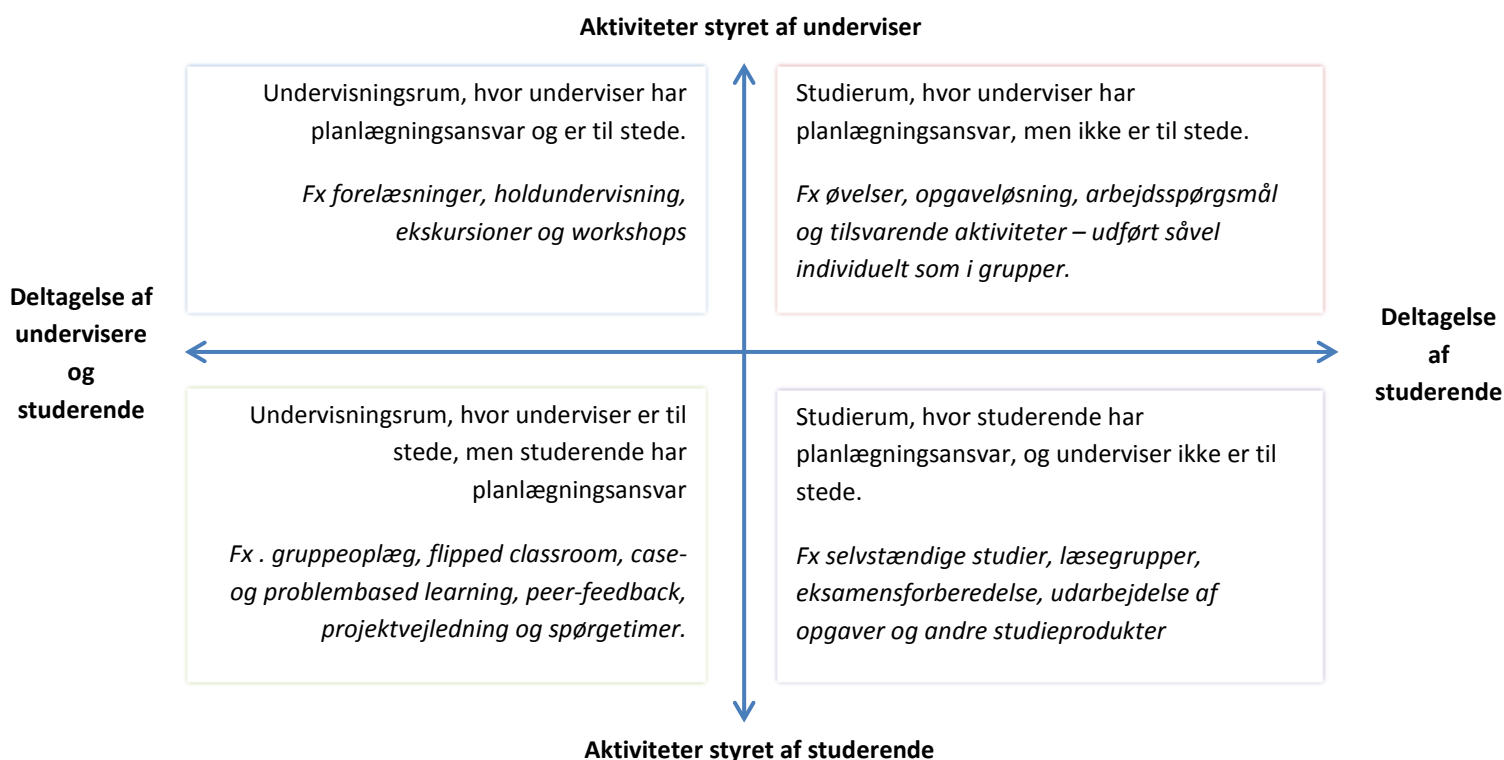 Aktiviteter styret af underviser
Undervisningsrum, hvor underviser har
planlægningsansvar og er til stede.
Fx forelæsninger, holdundervisning,
ekskursioner og workshops
Studierum, hvor underviser har
planlægningsansvar, men ikke er til stede.
Fx øvelser, opgaveløsning, arbejdsspørgsmål
og tilsvarende aktiviteter – udført såvel
individuelt som i grupper.
Deltagelse af
undervisere
og
studerende
Deltagelse
af
studerende
Undervisningsrum, hvor underviser er til
stede, men studerende har
planlægningsansvar
Fx . gruppeoplæg, flipped classroom, case-
og problembased learning, peer-feedback,
projektvejledning og spørgetimer.
Studierum, hvor studerende har
planlægningsansvar, og underviser ikke er til
stede.
Fx selvstændige studier, læsegrupper,
eksamensforberedelse, udarbejdelse af
opgaver og andre studieprodukter
Aktiviteter styret af studerende